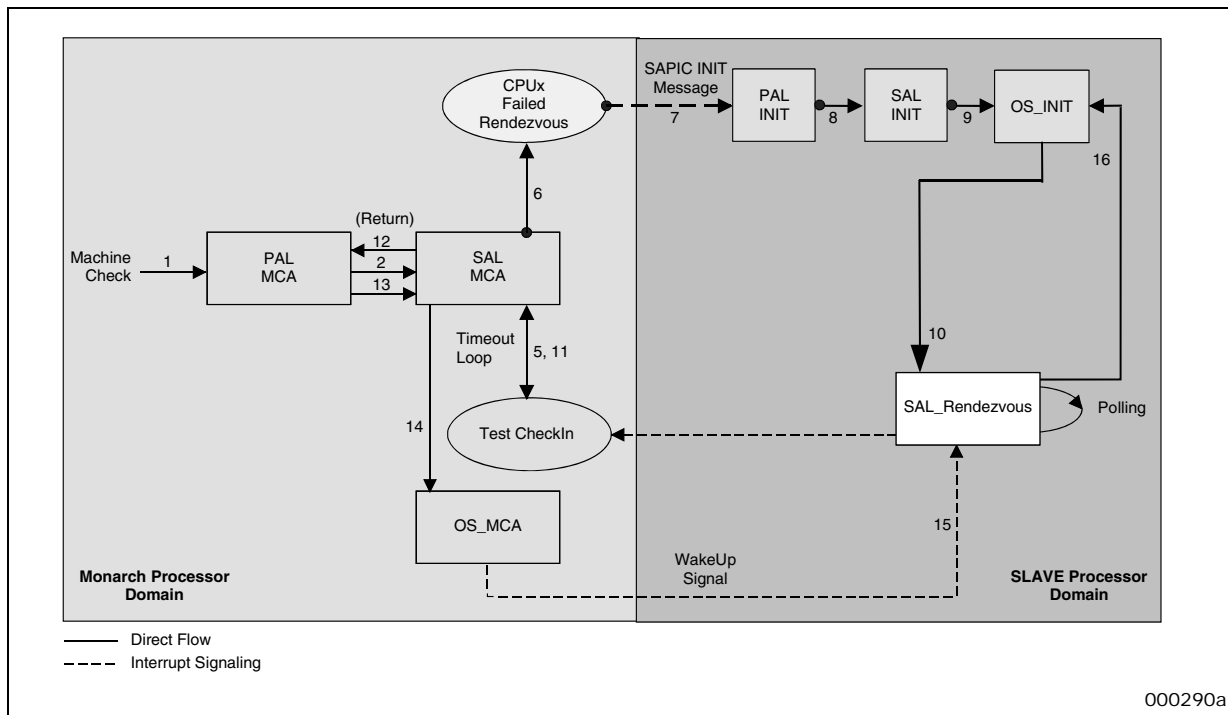 CPUx
Failed
Rendezvous
SAPIC INIT
Message
7
PAL
INIT
8
SAL
INIT
9
OS_INIT
16
6
(Return)
12
Machine
Check
1
PAL
MCA
2
13
SAL
MCA
Timeout
Loop
5, 11
10
SAL_Rendezvous
Polling
14
Test CheckIn
OS_MCA
15
WakeUp
Signal
Monarch Processor
Domain
SLAVE Processor
Domain
Direct Flow
Interrupt Signaling
000290a